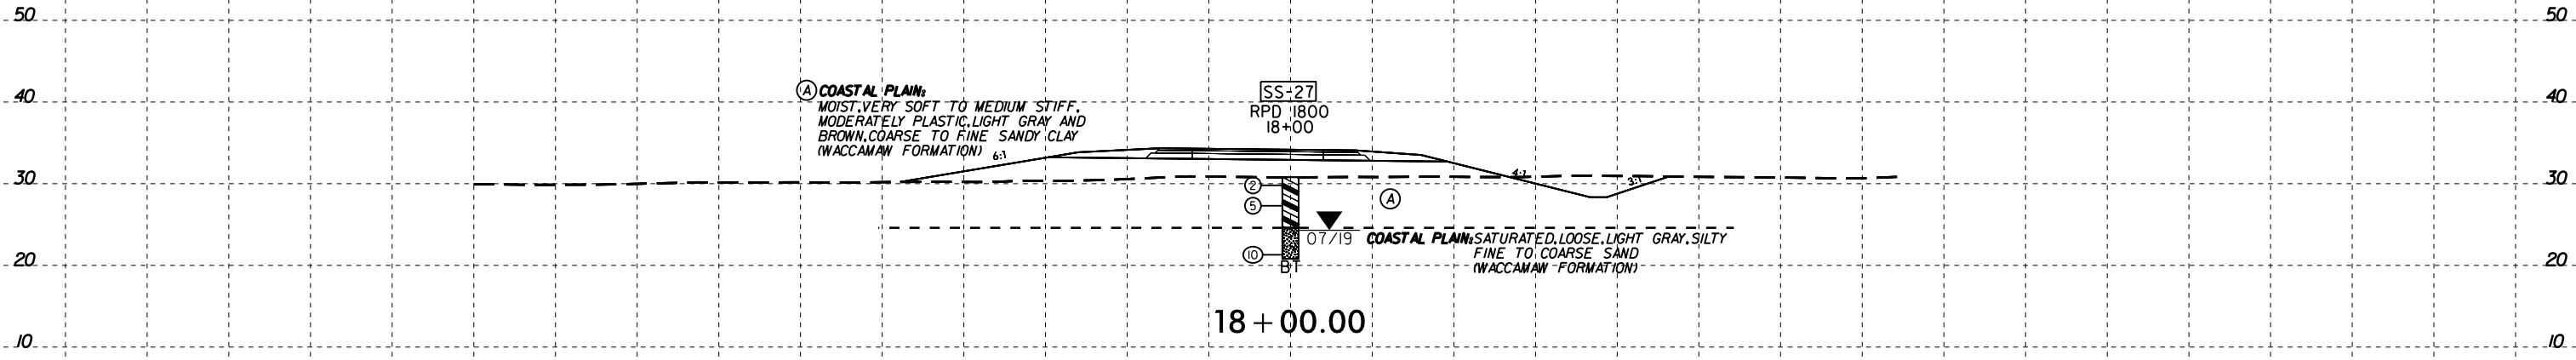 50 50
SS-27
40 40
Ⓐ COASTAL PLAIN:
MOIST, VERY SOFT TO MEDIUM STIFF,
MODERATELY PLASTIC, LIGHT GRAY AND
BROWN, COARSE TO FINE SANDY CLAY
(WACCAMAW FORMATION)
RPD 1800
18+00
6:1
4:1
3:1
30 30
2
5
A
07/19
COASTAL PLAIN: SATURATED, LOOSE, LIGHT GRAY, SILTY
FINE TO COARSE SAND
(WACCAMAW FORMATION)
10
BT
20 20
18+00.00
10 10